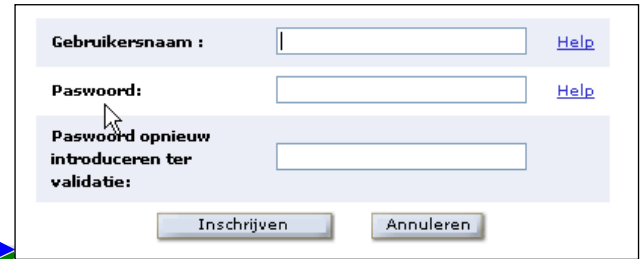 Gebruikersnaam : Help
Paswoord: Help
Paswoord opnieuw
introduceren ter
validatie:
Inschrijven Annuleren